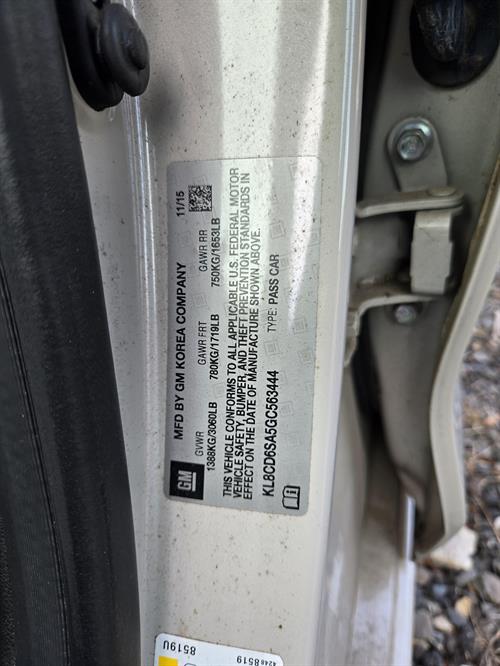 GM
MFD BY GM KOREA COMPANY 11/15
GVWR GAWR FRT GAWR RR
1388KG/3060LB 780KG/1719LB 750KG/1653LB
THIS VEHICLE CONFORMS TO ALL APPLICABLE U.S. FEDERAL MOTOR
VEHICLE SAFETY, BUMPER, AND THEFT PREVENTION STANDARDS IN
EFFECT ON THE DATE OF MANUFACTURE SHOWN ABOVE.
KL8CD6SA5GC563444 TYPE: PASS CAR
8519U
42488519